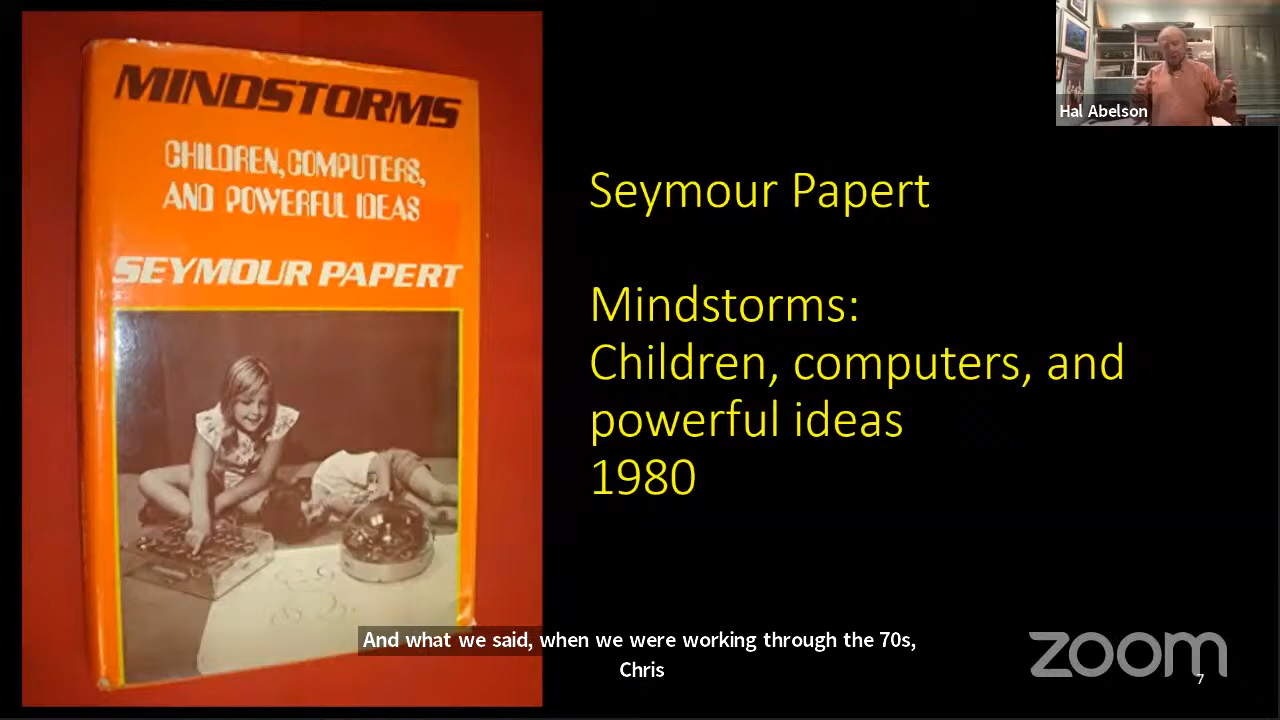 MINDSTORMS
CHILDREN, COMPUTERS,
AND POWERFUL IDEAS
SEYMOUR PAPERT
Hal Abelson
Seymour Papert
Mindstorms:
Children, computers, and
powerful ideas
1980
And what we said, when we were working through the 70s,
Chris
zoom
7